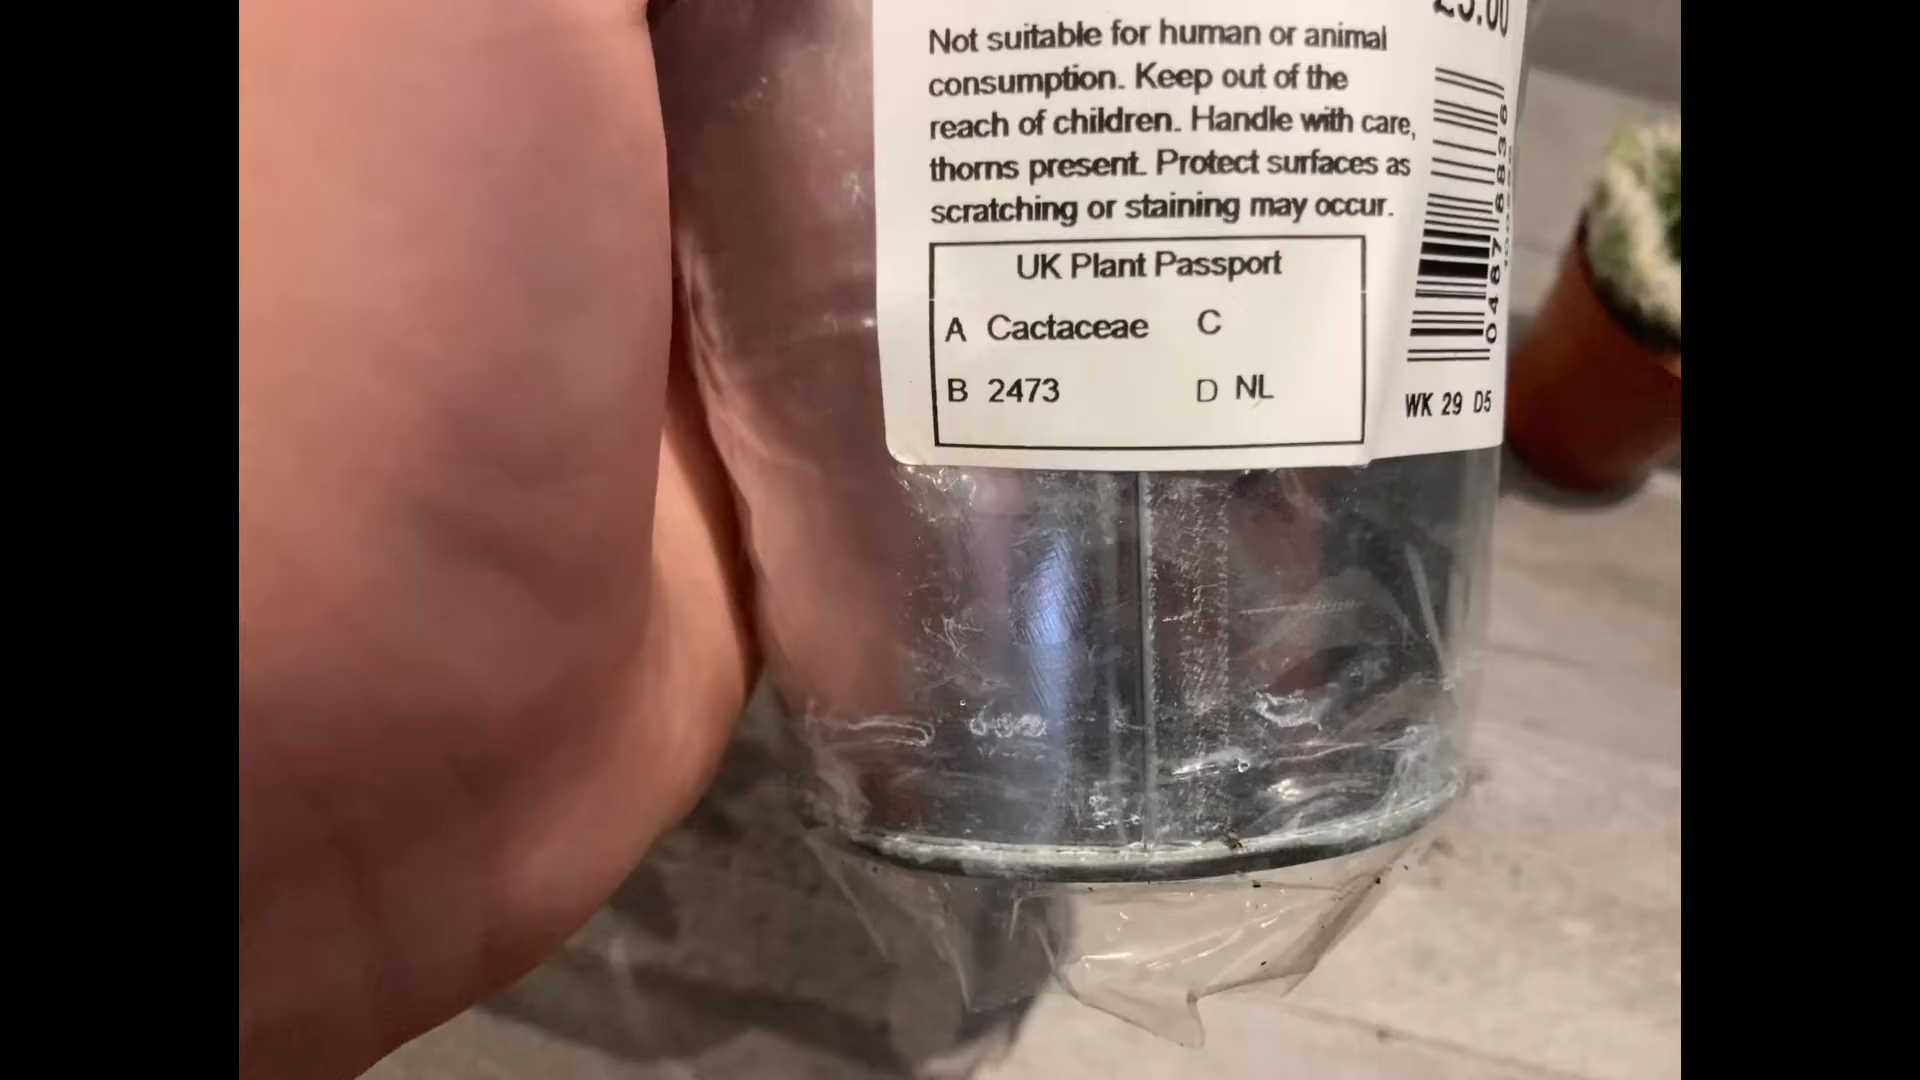 Not suitable for human or animal
consumption. Keep out of the
reach of children. Handle with care,
thorns present. Protect surfaces as
scratching or staining may occur.
UK Plant Passport
A Cactaceae C
B 2473 D NL
WK 29 D5